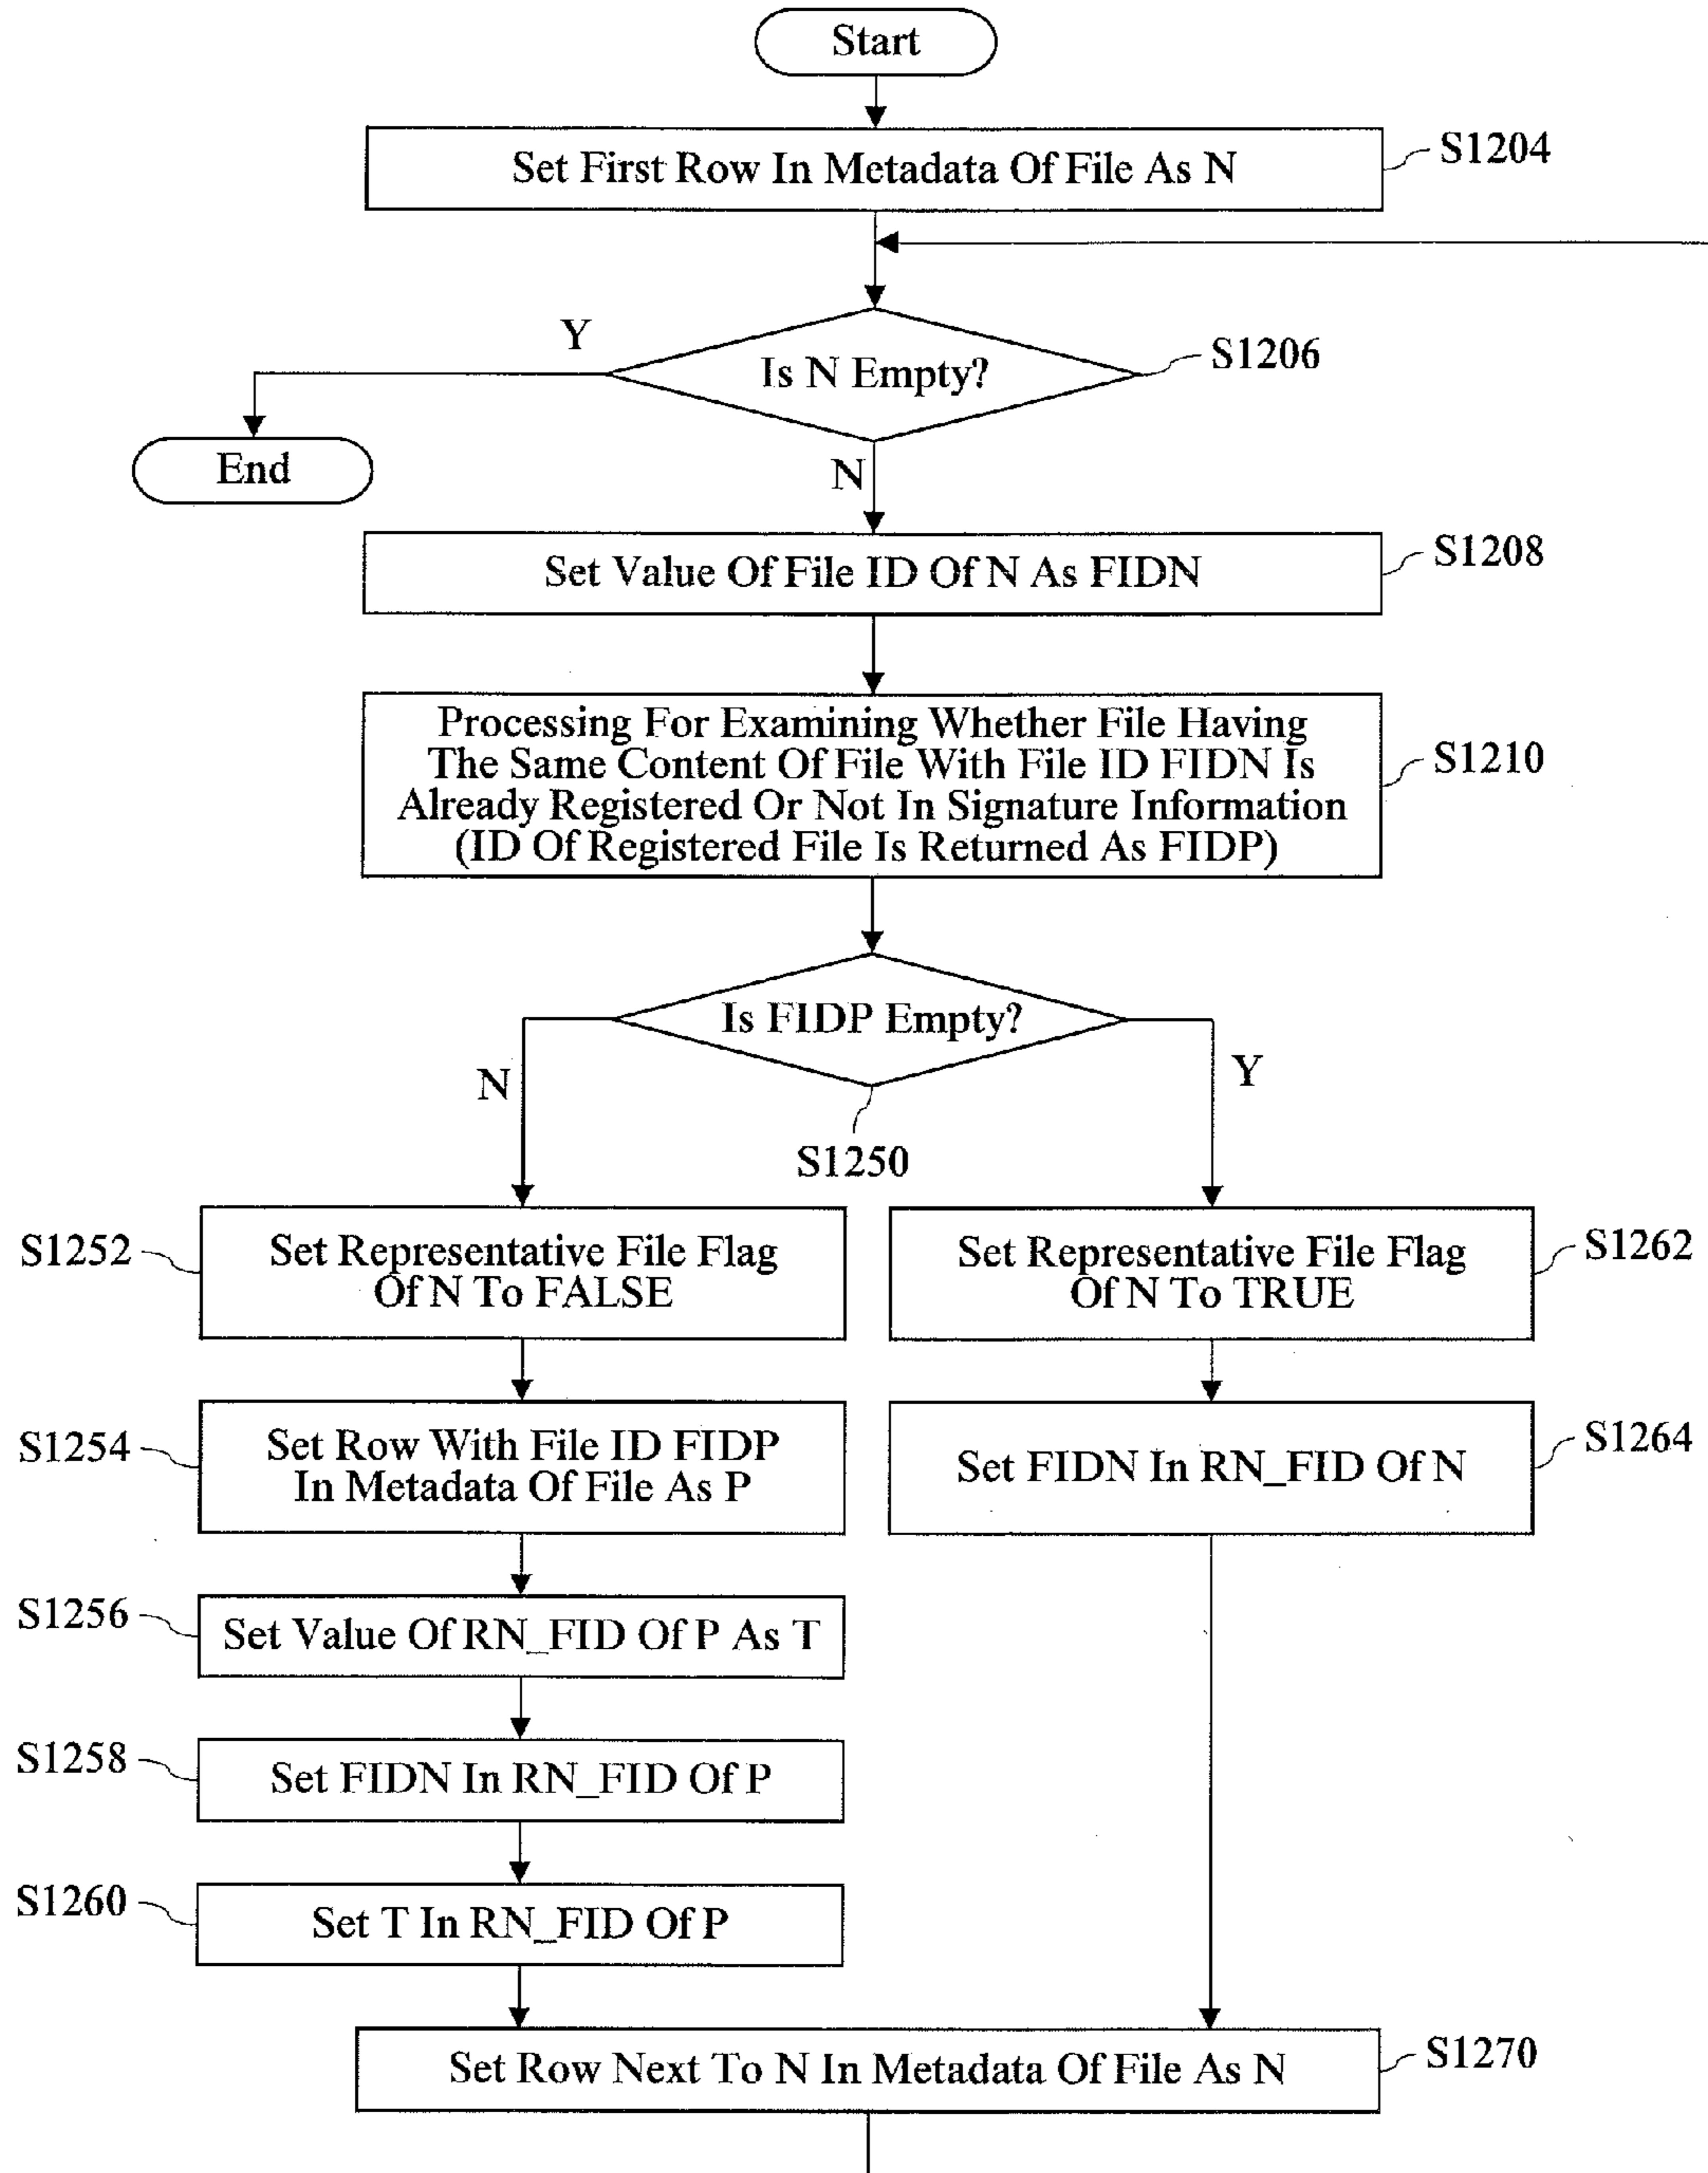 Start
Set First Row In Metadata Of File As N
S1204
Y
Is N Empty?
S1206
End
N
Set Value Of File ID Of N As FIDN
S1208
Processing For Examining Whether File Having
The Same Content Of File With File ID FIDN Is
Already Registered Or Not In Signature Information
(ID Of Registered File Is Returned As FIDP)
S1210
Is FIDP Empty?
N
Y
S1250
S1252
Set Representative File Flag
Of N To FALSE
Set Representative File Flag
Of N To TRUE
S1262
S1254
Set Row With File ID FIDP
In Metadata Of File As P
Set FIDN In RN_FID Of N
S1264
S1256
Set Value Of RN_FID Of P As T
S1258
Set FIDN In RN_FID Of P
S1260
Set T In RN_FID Of P
Set Row Next To N In Metadata Of File As N
S1270